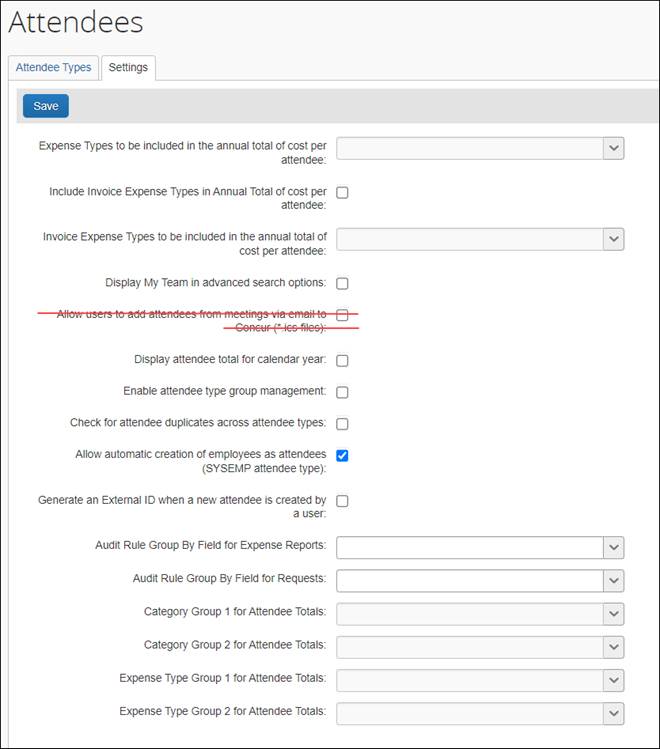 Attendees
Attendee Types
Settings
Save
Expense Types to be included in the annual total of cost per
attendee:
Include Invoice Expense Types in Annual Total of cost per
attendee:
Invoice Expense Types to be included in the annual total of
cost per attendee:
Display My Team in advanced search options:
Allow users to add attendees from meetings via email to
Concur (*.ics files):
Display attendee total for calendar year:
Enable attendee type group management:
Check for attendee duplicates across attendee types:
Allow automatic creation of employees as attendees
(SYSEMP attendee type):
Generate an External ID when a new attendee is created by
a user:
Audit Rule Group By Field for Expense Reports:
Audit Rule Group By Field for Requests:
Category Group 1 for Attendee Totals:
Category Group 2 for Attendee Totals:
Expense Type Group 1 for Attendee Totals:
Expense Type Group 2 for Attendee Totals: